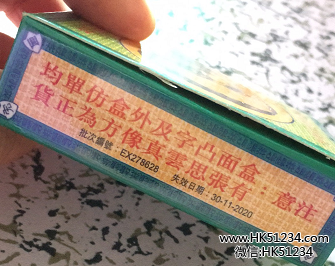 注意
盒面凸字及外盒仿單均
有張思雲真像方為正貨
批次編號：EX278628 失效日期：30-11-2020
www.HK51234.com
微信:HK51234